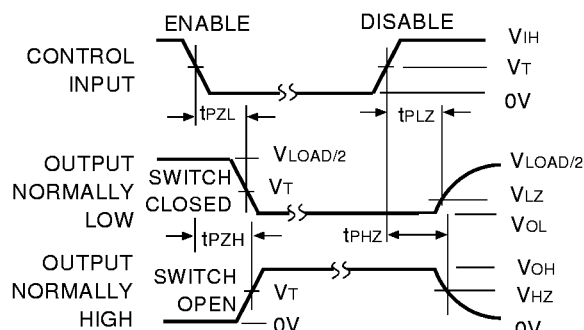 ENABLE
DISABLE
CONTROL
INPUT
VIH
VT
0V
tPZL
tPLZ
OUTPUT
NORMALLY
LOW
SWITCH
CLOSED
VLOAD/2
VT
VLOAD/2
VLZ
VOL
tPZH
tPHZ
OUTPUT
NORMALLY
HIGH
SWITCH
OPEN
VT
0V
VOH
VHZ
0V